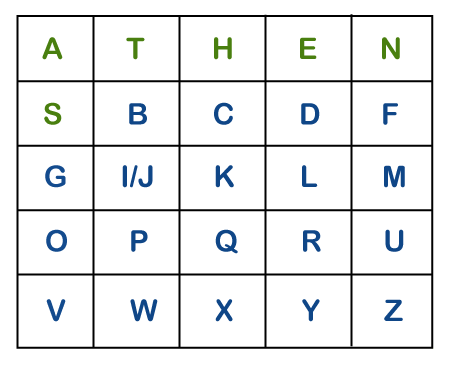 A T H E N
S B C D F
G I/J K L M
O P Q R U
V W X Y Z